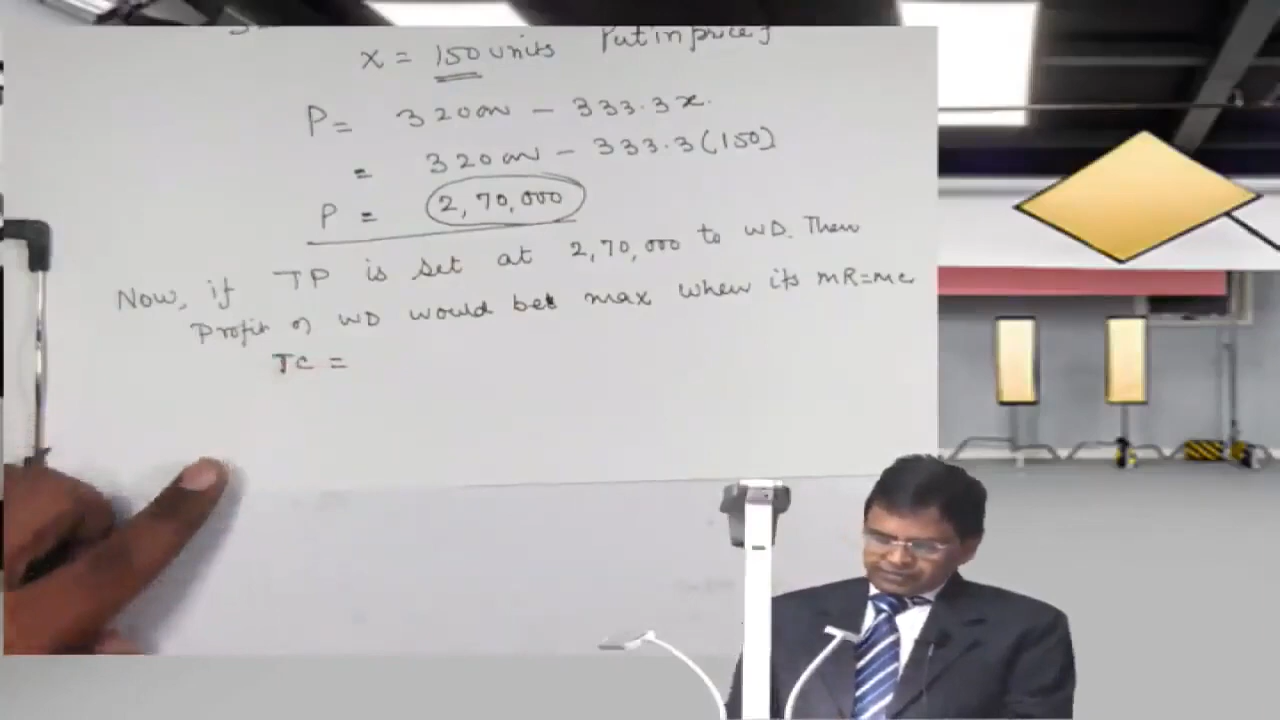 x = 150 units Put in price f
P = 320000 - 333.3x.
= 320000 - 333.3(150)
P = 2,70,000
Now, if TP is set at 2,70,000 to WD. Then
Profit of WD would be max when its MR=MC
TC =